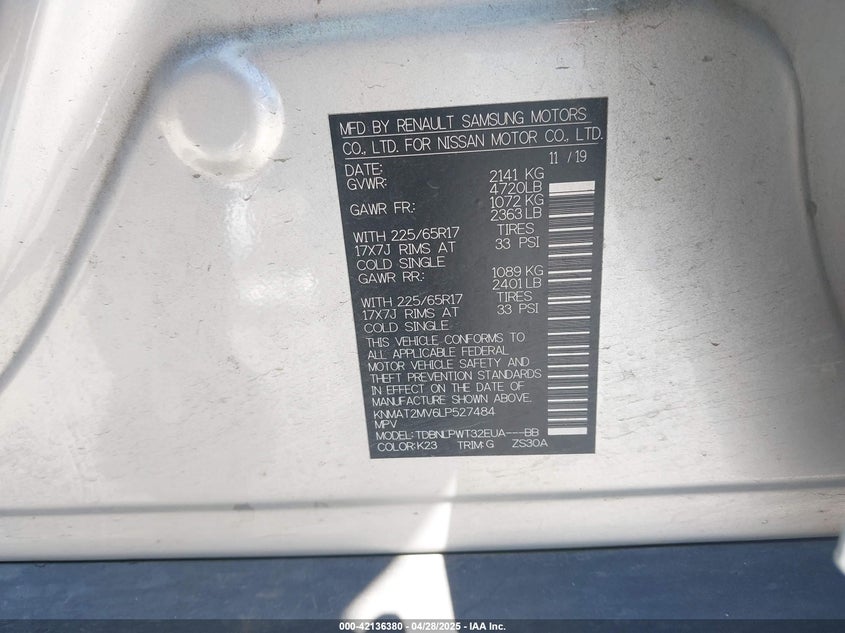 MFD BY RENAULT SAMSUNG MOTORS
CO., LTD. FOR NISSAN MOTOR CO., LTD.
DATE: 11 / 19
GVWR: 2141 KG
4720LB
GAWR FR: 1072 KG
2363 LB
WITH 225/65R17 TIRES
17X7J RIMS AT 33 PSI
COLD SINGLE
GAWR RR: 1089 KG
2401 LB
WITH 225/65R17 TIRES
17X7J RIMS AT 33 PSI
COLD SINGLE
THIS VEHICLE CONFORMS TO
ALL APPLICABLE FEDERAL
MOTOR VEHICLE SAFETY AND
THEFT PREVENTION STANDARDS
IN EFFECT ON THE DATE OF
MANUFACTURE SHOWN ABOVE.
KNMAT2MV6LP527484
MPV
MODEL: TDBNLPWT32EUA---BB
COLOR:K23 TRIM:G ZS30A
000-42136380 - 04/28/2025 - IAA Inc.